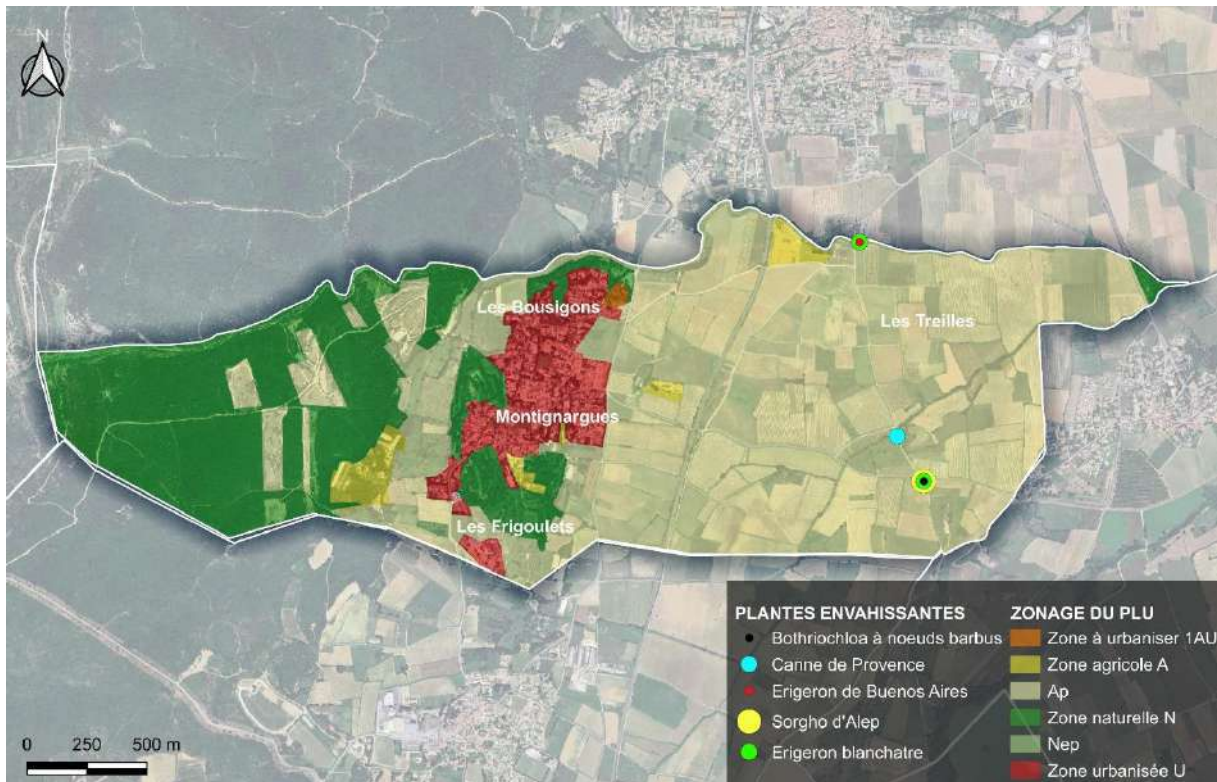 N
Les Bousigons
Les Treilles
Montignargues
Les Frigoulets
0 250 500 m
PLANTES ENVAHISSANTES
Bothriochloa à noeuds barbus
Canne de Provence
Erigeron de Buenos Aires
Sorgho d'Alep
Erigeron blanchatre
ZONAGE DU PLU
Zone à urbaniser 1AU
Zone agricole A
Ap
Zone naturelle N
Nep
Zone urbanisée U